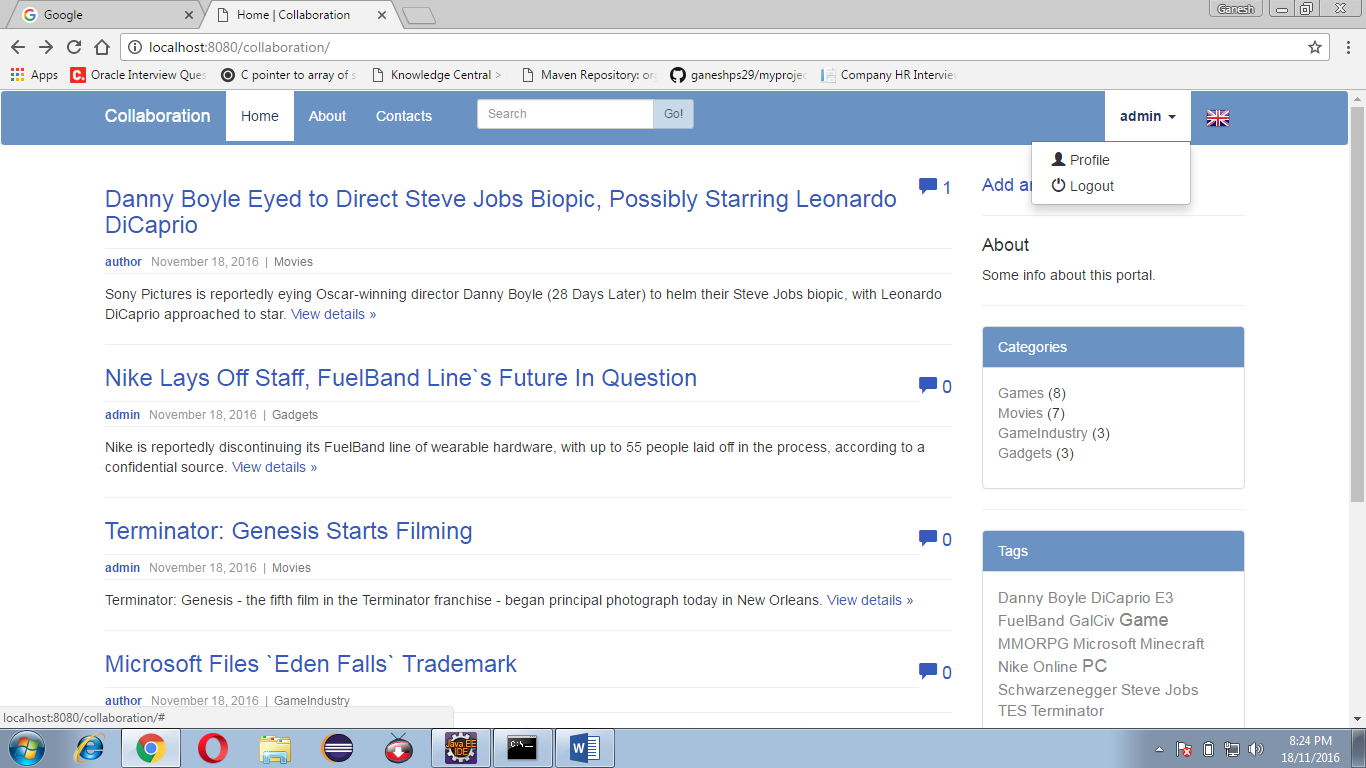 Google
Home | Collaboration
Ganesh
localhost:8080/collaboration/
Apps Oracle Interview Ques C pointer to array of s Knowledge Central > Maven Repository: or ganeshps29/myprojec Company HR Interview
Collaboration Home About Contacts Search Go! admin
Profile
Logout
Danny Boyle Eyed to Direct Steve Jobs Biopic, Possibly Starring Leonardo
DiCaprio
1
author November 18, 2016 | Movies
Sony Pictures is reportedly eying Oscar-winning director Danny Boyle (28 Days Later) to helm their Steve Jobs biopic, with Leonardo
DiCaprio approached to star. View details »
Nike Lays Off Staff, FuelBand Line`s Future In Question
0
admin November 18, 2016 | Gadgets
Nike is reportedly discontinuing its FuelBand line of wearable hardware, with up to 55 people laid off in the process, according to a
confidential source. View details »
Terminator: Genesis Starts Filming
0
admin November 18, 2016 | Movies
Terminator: Genesis - the fifth film in the Terminator franchise - began principal photograph today in New Orleans. View details »
Microsoft Files `Eden Falls` Trademark
0
author November 18, 2016 | GameIndustry
Add
About
Some info about this portal.
Categories
Games (8)
Movies (7)
GameIndustry (3)
Gadgets (3)
Tags
Danny Boyle DiCaprio E3
FuelBand GalCiv Game
MMORPG Microsoft Minecraft
Nike Online PC
Schwarzenegger Steve Jobs
TES Terminator
localhost:8080/collaboration/#
Java EE
IDE
C:\
8:24 PM
18/11/2016